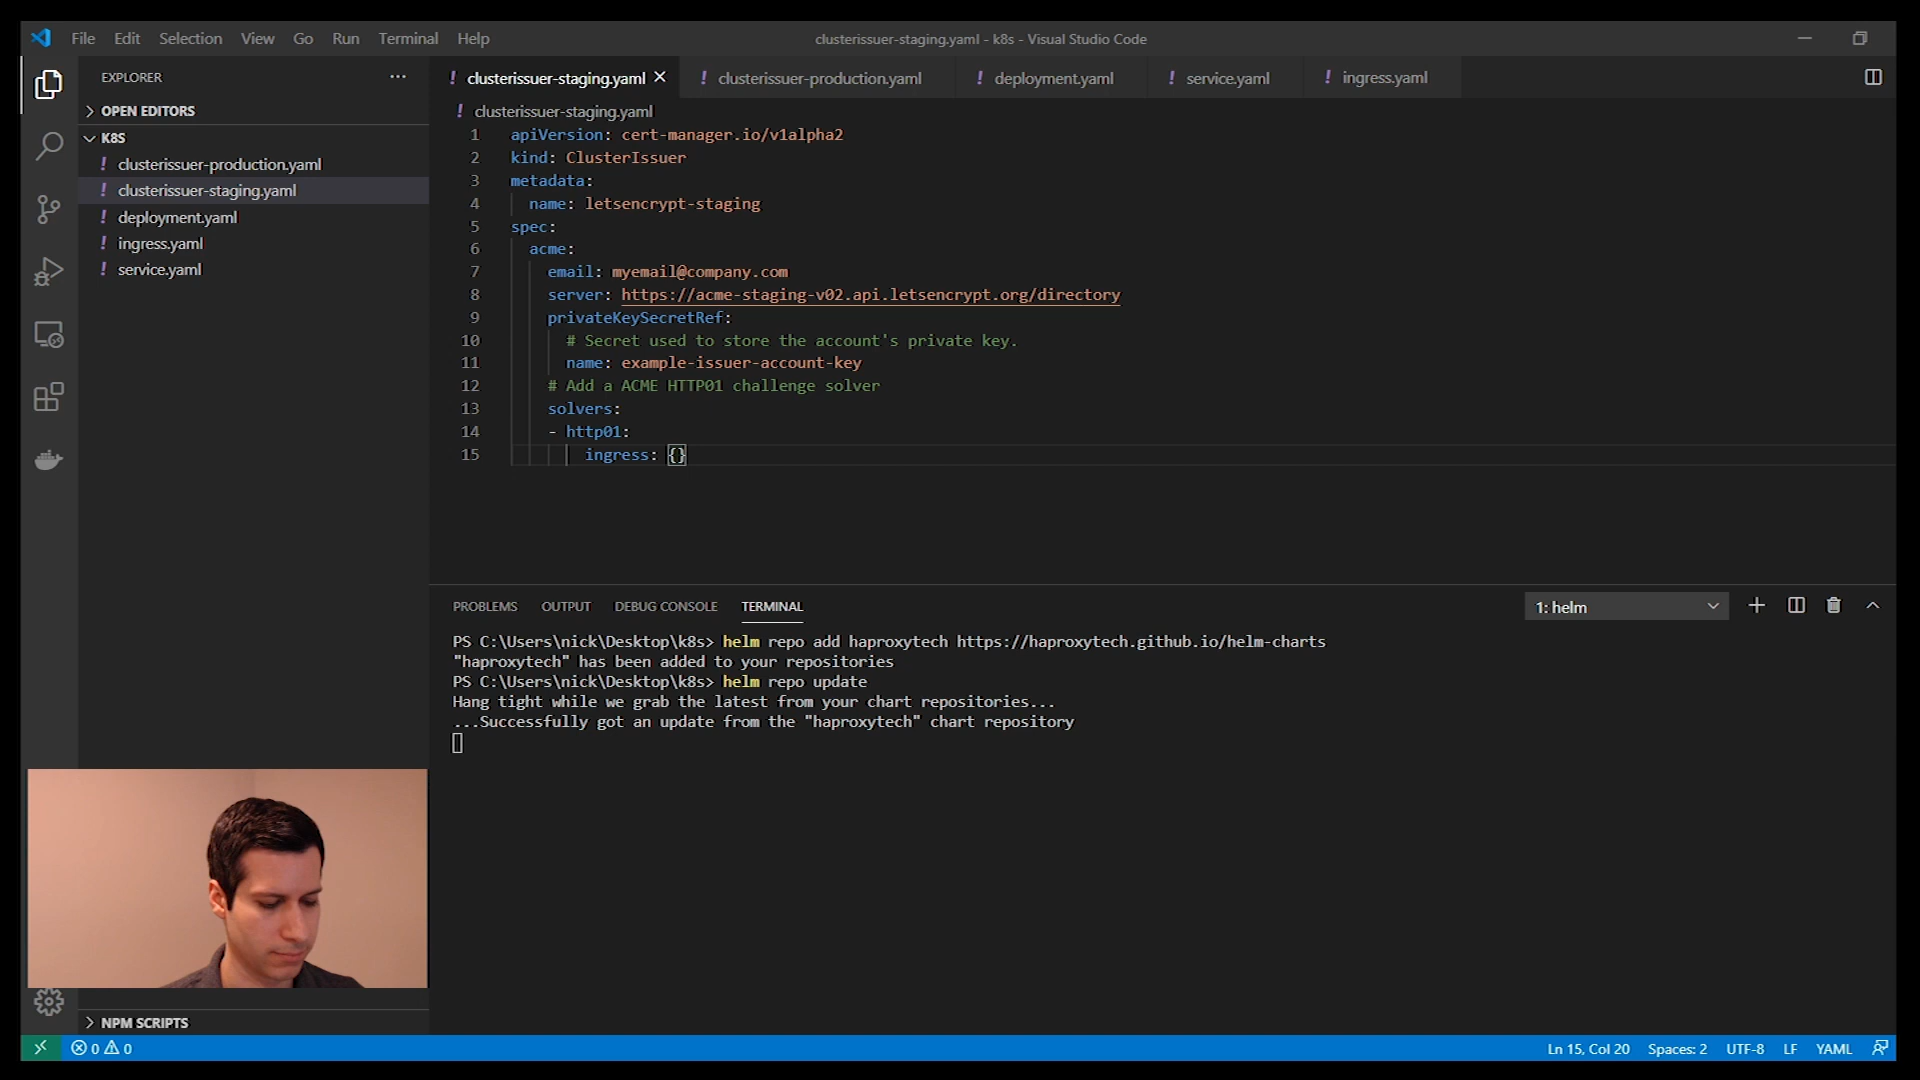 File Edit Selection View Go Run Terminal Help
clusterissuer-staging.yaml - k8s - Visual Studio Code
EXPLORER
OPEN EDITORS
K8S
clusterissuer-production.yaml
clusterissuer-staging.yaml
deployment.yaml
ingress.yaml
service.yaml
NPM SCRIPTS
! clusterissuer-staging.yaml ! clusterissuer-production.yaml ! deployment.yaml ! service.yaml ! ingress.yaml
! clusterissuer-staging.yaml
1 apiVersion: cert-manager.io/v1alpha2
2 kind: ClusterIssuer
3 metadata:
4 name: letsencrypt-staging
5 spec:
6 acme:
7 email: myemail@company.com
8 server: https://acme-staging-v02.api.letsencrypt.org/directory
9 privateKeySecretRef:
10 # Secret used to store the account's private key.
11 name: example-issuer-account-key
12 # Add a ACME HTTP01 challenge solver
13 solvers:
14 - http01:
15 ingress: {}
PROBLEMS OUTPUT DEBUG CONSOLE TERMINAL
1: helm
PS C:\Users\nick\Desktop\k8s> helm repo add haproxytech https://haproxytech.github.io/helm-charts
"haproxytech" has been added to your repositories
PS C:\Users\nick\Desktop\k8s> helm repo update
Hang tight while we grab the latest from your chart repositories...
...Successfully got an update from the "haproxytech" chart repository
0 0
Ln 15, Col 20 Spaces: 2 UTF-8 LF YAML